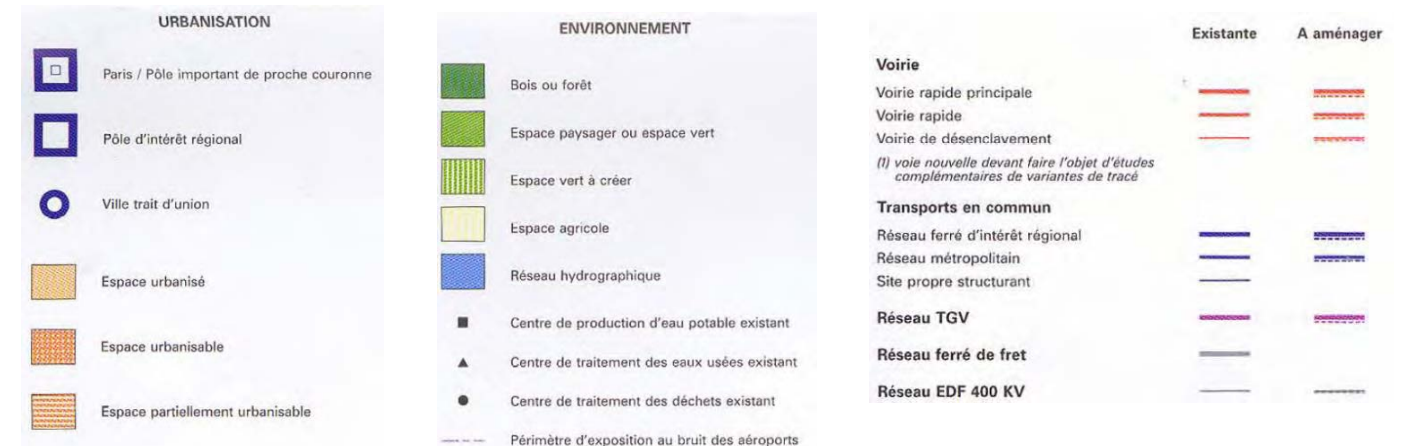 URBANISATION
Paris / Pôle important de proche couronne
Pôle d'intérêt régional
Ville trait d'union
Espace urbanisé
Espace urbanisable
Espace partiellement urbanisable
ENVIRONNEMENT
Bois ou forêt
Espace paysager ou espace vert
Espace vert à créer
Espace agricole
Réseau hydrographique
Centre de production d'eau potable existant
Centre de traitement des eaux usées existant
Centre de traitement des déchets existant
Périmètre d'exposition au bruit des aéroports
Existante A aménager
Voirie
Voirie rapide principale
Voirie rapide
Voirie de désenclavement
(1) voie nouvelle devant faire l'objet d'études
complémentaires de variantes de tracé
Transports en commun
Réseau ferré d'intérêt régional
Réseau métropolitain
Site propre structurant
Réseau TGV
Réseau ferré de fret
Réseau EDF 400 KV